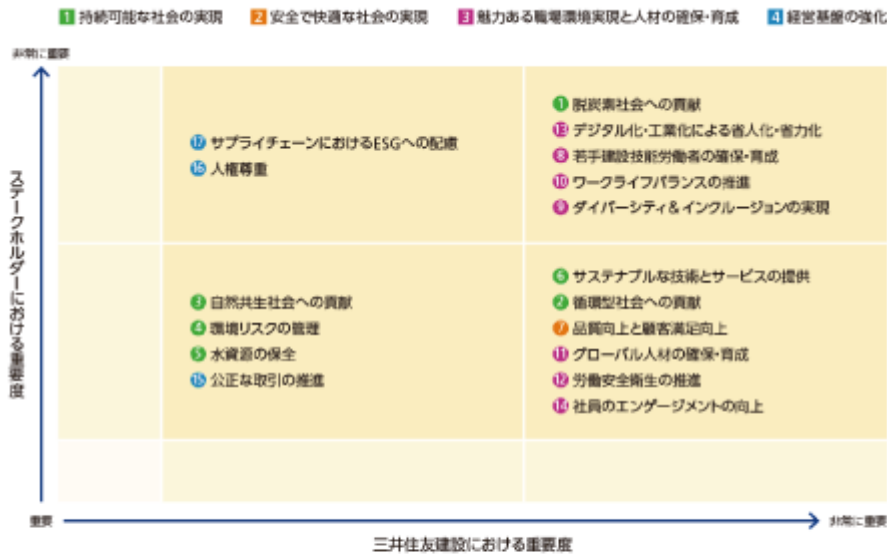 1 持続可能な社会の実現 2 安全で快適な社会の実現 3 魅力ある職場環境実現と人材の確保・育成 4 経営基盤の強化
非常に重要
ステークホルダーにおける重要度
17 サプライチェーンにおけるESGへの配慮
16 人権尊重
1 脱炭素社会への貢献
13 デジタル化・工業化による省人化・省力化
8 若手建設技能労働者の確保・育成
10 ワークライフバランスの推進
9 ダイバーシティ&インクルージョンの実現
3 自然共生社会への貢献
4 環境リスクの管理
5 水資源の保全
15 公正な取引の推進
6 サステナブルな技術とサービスの提供
2 循環型社会への貢献
7 品質向上と顧客満足向上
11 グローバル人材の確保・育成
12 労働安全衛生の推進
14 社員のエンゲージメントの向上
重要
非常に重要
三井住友建設における重要度